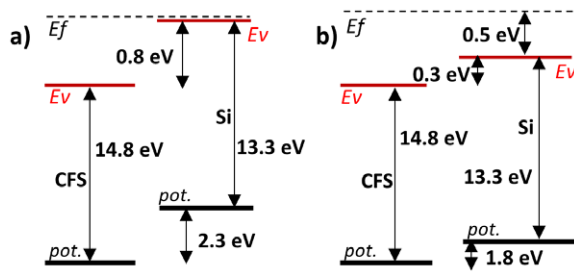 a)
Ef
Ev
0.8 eV
Ev
Si
14.8 eV
13.3 eV
CFS
pot.
pot.
2.3 eV
b)
Ef
0.5 eV
0.3 eV
Ev
Ev
Si
14.8 eV
CFS
13.3 eV
pot.
pot.
1.8 eV